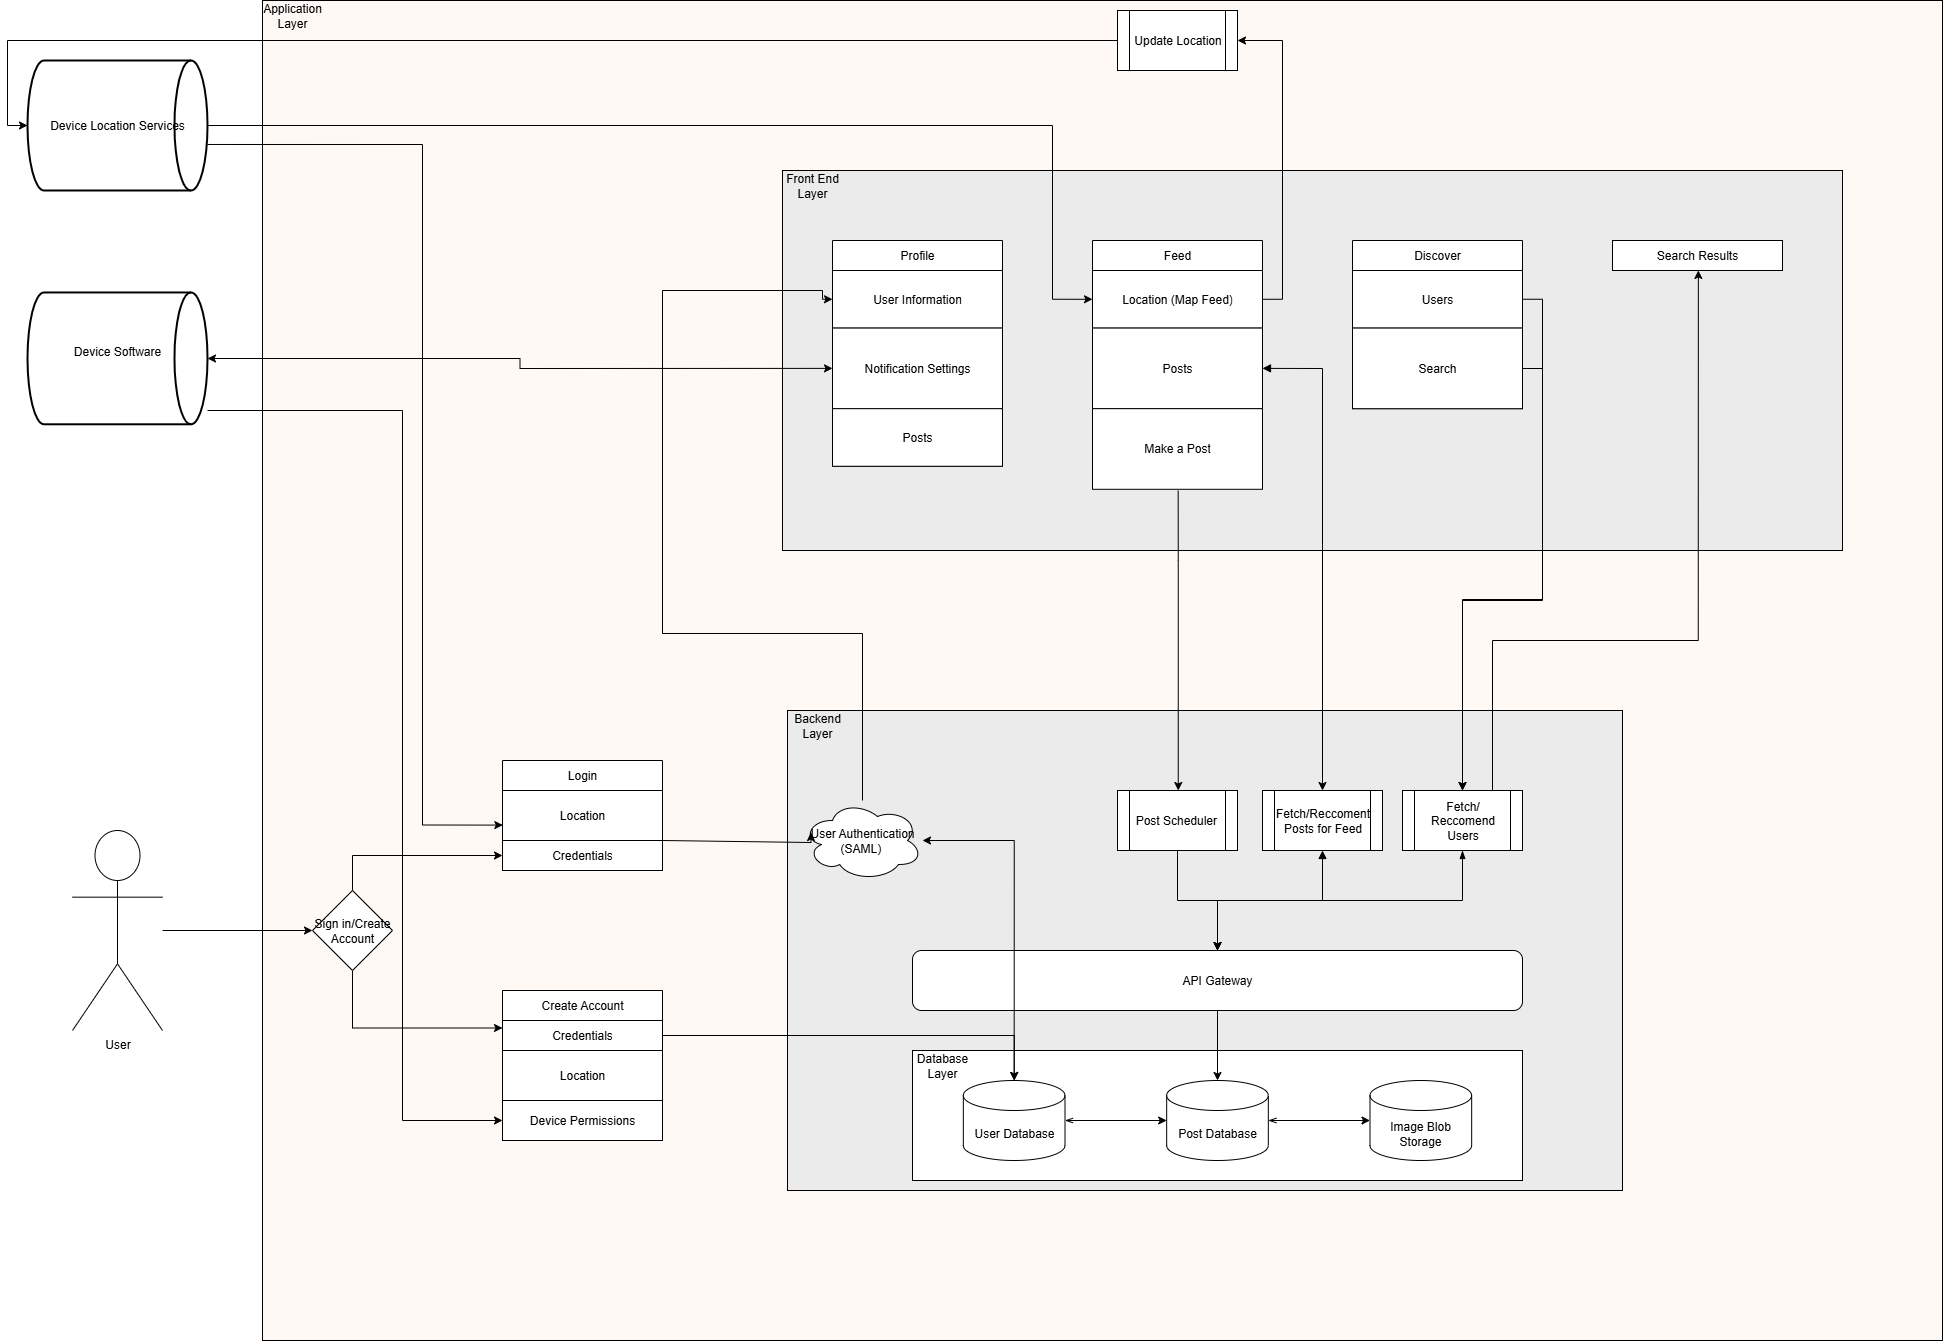 Application
Layer
Update Location
Device Location Services
Front End
Layer
Profile
User Information
Notification Settings
Posts
Feed
Location (Map Feed)
Posts
Make a Post
Discover
Users
Search
Search Results
Device Software
Backend
Layer
Login
Location
Credentials
User Authentication
(SAML)
Post Scheduler
Fetch/Reccoment
Posts for Feed
Fetch/
Reccomend
Users
Sign in/Create
Account
User
API Gateway
Create Account
Credentials
Location
Device Permissions
Database
Layer
User Database
Post Database
Image Blob
Storage